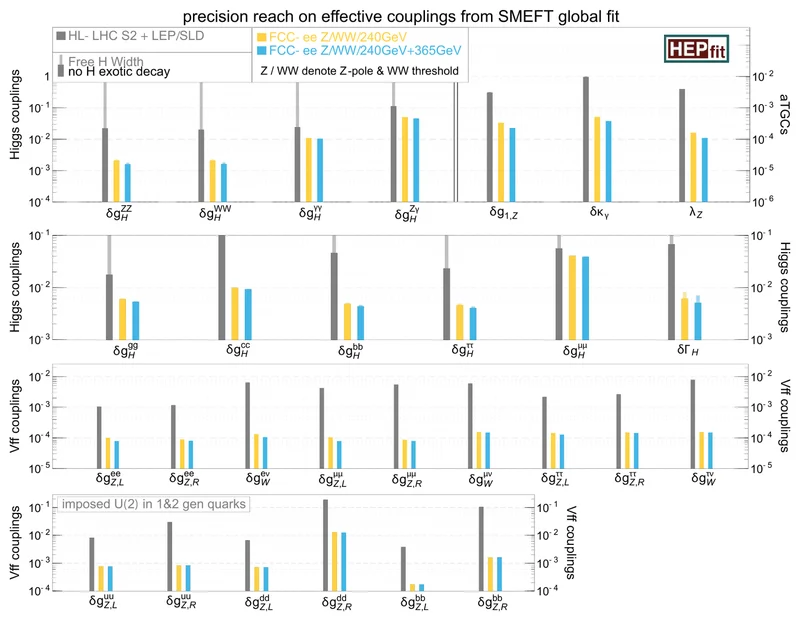 precision reach on effective couplings from SMEFT global fit
HL- LHC S2 + LEP/SLD
Free H Width
no H exotic decay
FCC- ee Z/WW/240GeV
FCC- ee Z/WW/240GeV+365GeV
Z / WW denote Z-pole & WW threshold
HEPfit
Higgs couplings
1
10⁻¹
10⁻²
10⁻³
10⁻⁴
aTGCs
10⁻²
10⁻³
10⁻⁴
10⁻⁵
10⁻⁶
δg_H^ZZ δg_H^WW δg_H^γγ δg_H^Zγ δg_1,Z δκ_γ λ_Z
Higgs couplings
10⁻¹
10⁻²
10⁻³
Higgs couplings
10⁻¹
10⁻²
10⁻³
δg_H^gg δg_H^cc δg_H^bb δg_H^ττ δg_H^μμ δΓ_H
Vff couplings
10⁻²
10⁻³
10⁻⁴
10⁻⁵
Vff couplings
10⁻²
10⁻³
10⁻⁴
10⁻⁵
δg_Z,L^ee δg_Z,R^ee δg_W^eν δg_Z,L^μμ δg_Z,R^μμ δg_W^μν δg_Z,L^ττ δg_Z,R^ττ δg_W^τν
imposed U(2) in 1&2 gen quarks
Vff couplings
10⁻¹
10⁻²
10⁻³
10⁻⁴
Vff couplings
10⁻¹
10⁻²
10⁻³
10⁻⁴
δg_Z,L^uu δg_Z,R^uu δg_Z,L^dd δg_Z,R^dd δg_Z,L^bb δg_Z,R^bb